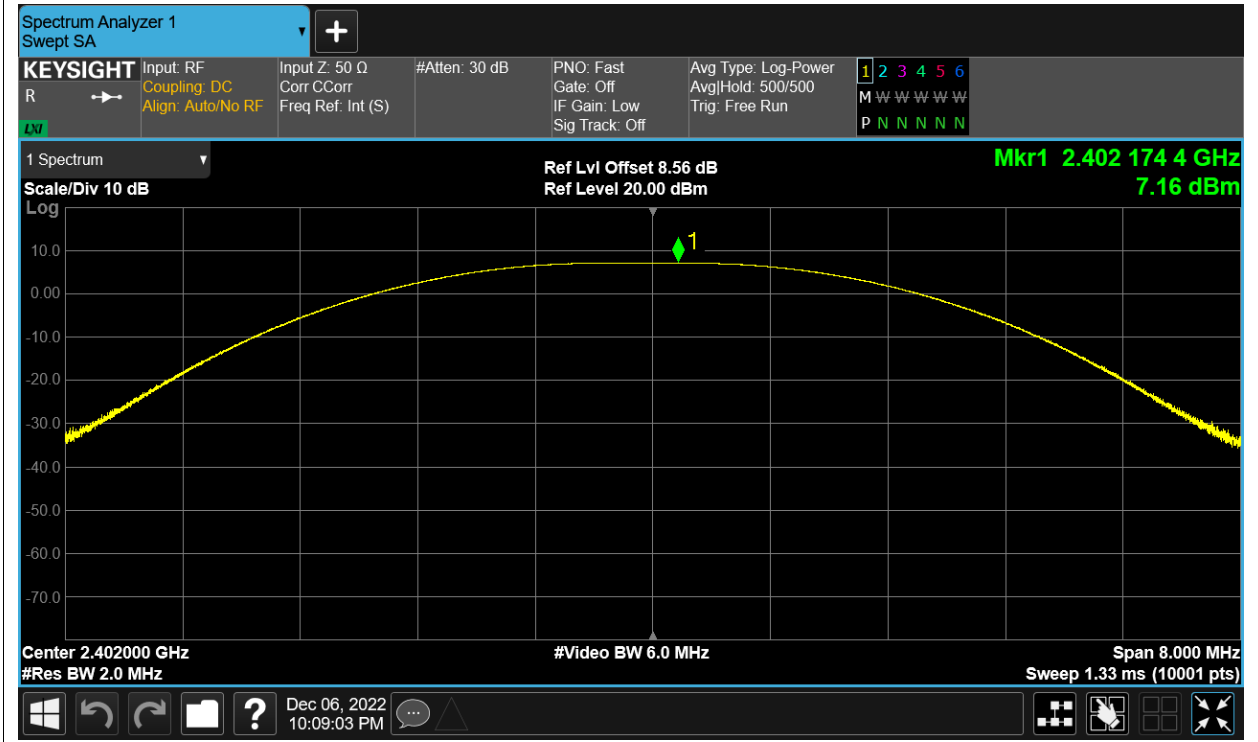 Spectrum Analyzer 1
Swept SA
KEYSIGHT
R
LXI
Input: RF
Coupling: DC
Align: Auto/No RF
Input Z: 50 Ω
Corr CCorr
Freq Ref: Int (S)
#Atten: 30 dB
PNO: Fast
Gate: Off
IF Gain: Low
Sig Track: Off
Avg Type: Log-Power
Avg|Hold: 500/500
Trig: Free Run
1 2 3 4 5 6
M W W W W W
P N N N N N
1 Spectrum
Scale/Div 10 dB
Log
Ref Lvl Offset 8.56 dB
Ref Level 20.00 dBm
Mkr1 2.402 174 4 GHz
7.16 dBm
1
10.0
0.00
-10.0
-20.0
-30.0
-40.0
-50.0
-60.0
-70.0
Center 2.402000 GHz
#Res BW 2.0 MHz
#Video BW 6.0 MHz
Span 8.000 MHz
Sweep 1.33 ms (10001 pts)
?
Dec 06, 2022
10:09:03 PM